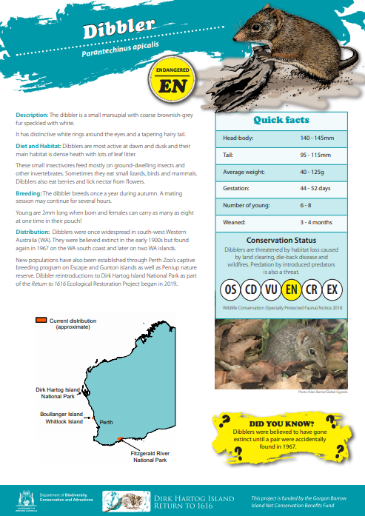 Dibbler
Parantechinus apicalis
ENDANGERED
EN
Description: The dibbler is a small marsupial with coarse brownish-grey
fur speckled with white.
It has distinctive white rings around the eyes and a tapering hairy tail.
Diet and Habitat: Dibblers are most active at dawn and dusk and their
main habitat is dense heath with lots of leaf litter.
These small insectivores feed mostly on ground-dwelling insects and
other invertebrates. Sometimes they eat small lizards, birds and mammals.
Dibblers also eat berries and lick nectar from flowers.
Breeding: The dibbler breeds once a year during autumn. A mating
session may continue for several hours.
Young are 2mm long when born and females can carry as many as eight
at one time in their pouch!
Distribution: Dibblers were once widespread in south-west Western
Australia (WA). They were believed extinct in the early 1900s but found
again in 1967 on the WA south coast and later on two WA islands.
New populations have also been established through Perth Zoo's captive
breeding program on Escape and Gunton Islands as well as Peniup nature
reserve. Dibbler reintroductions to Dirk Hartog Island National Park as part
of the Return to 1616 Ecological Restoration Project began in 2019.
Quick facts
Head-body: 140 - 145mm
Tail: 95 - 115mm
Average weight: 40 - 125g
Gestation: 44 - 52 days
Number of young: 6 - 8
Weaned: 3 - 4 months
Conservation Status
Dibblers are threatened by habitat loss caused
by land clearing, die-back disease and
wildfires. Predation by introduced predators
is also a threat.
OS CD VU EN CR EX
Wildlife Conservation (Specially Protected Fauna) Notice 2018
Current distribution
(approximate)
Dirk Hartog Island
National Park
Boullanger Island
Whitlock Island
Perth
Fitzgerald River
National Park
DID YOU KNOW?
Dibblers were believed to have gone
extinct until a pair were accidentally
found in 1967.
Department of Biodiversity,
Conservation and Attractions
DIRK HARTOG ISLAND
RETURN TO 1616
This project is funded by the Gorgon Barrow
Island Net Conservation Benefits Fund